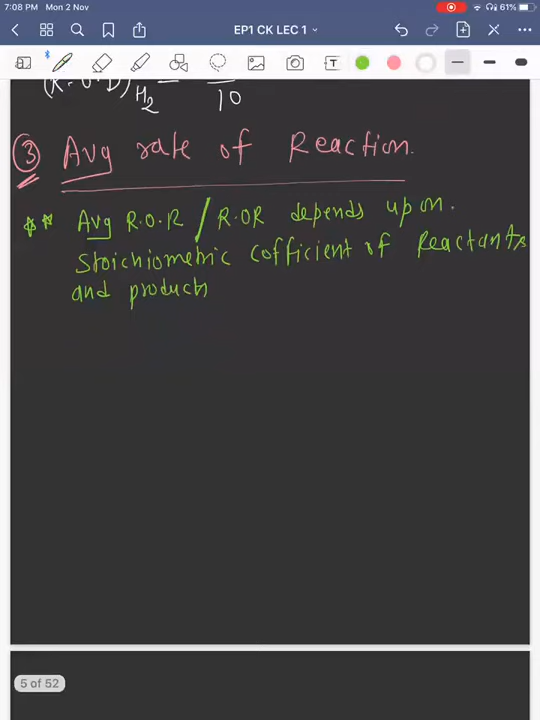 7:08 PM Mon 2 Nov
61%
EP1 CK LEC 1
T
(R.O.D) H2
10
③ Avg rate of Reaction.
Avg R.O.R / R.OR depends upon.
Stoichiometric cofficient of Reactants
and products
5 of 52